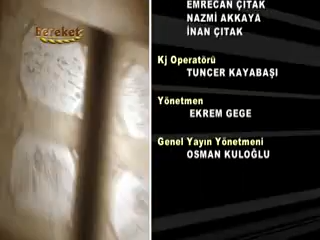 Bereket
EMRECAN ÇITAK
NAZMİ AKKAYA
İNAN ÇITAK
Kj Operatörü
TUNCER KAYABAŞI
Yönetmen
EKREM GEGE
Genel Yayın Yönetmeni
OSMAN KULOĞLU